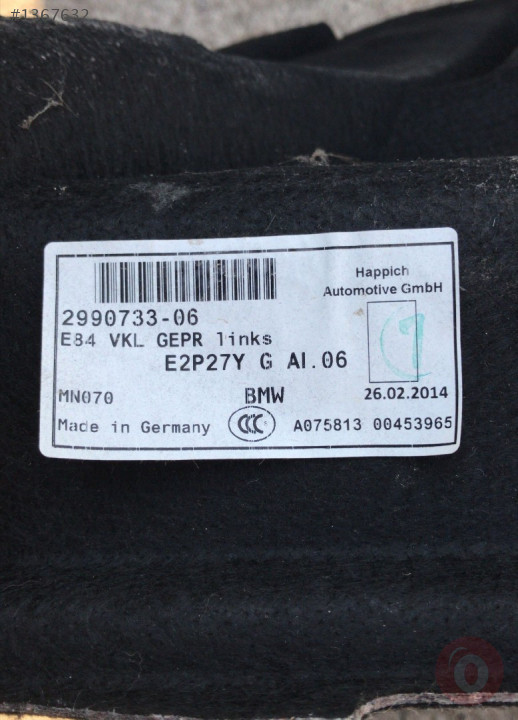 #1367632
Happich
Automotive GmbH
2990733-06
E84 VKL GEPR links
E2P27Y G AI.06
MN070
BMW
26.02.2014
Made in Germany
CCC
A075813 00453965